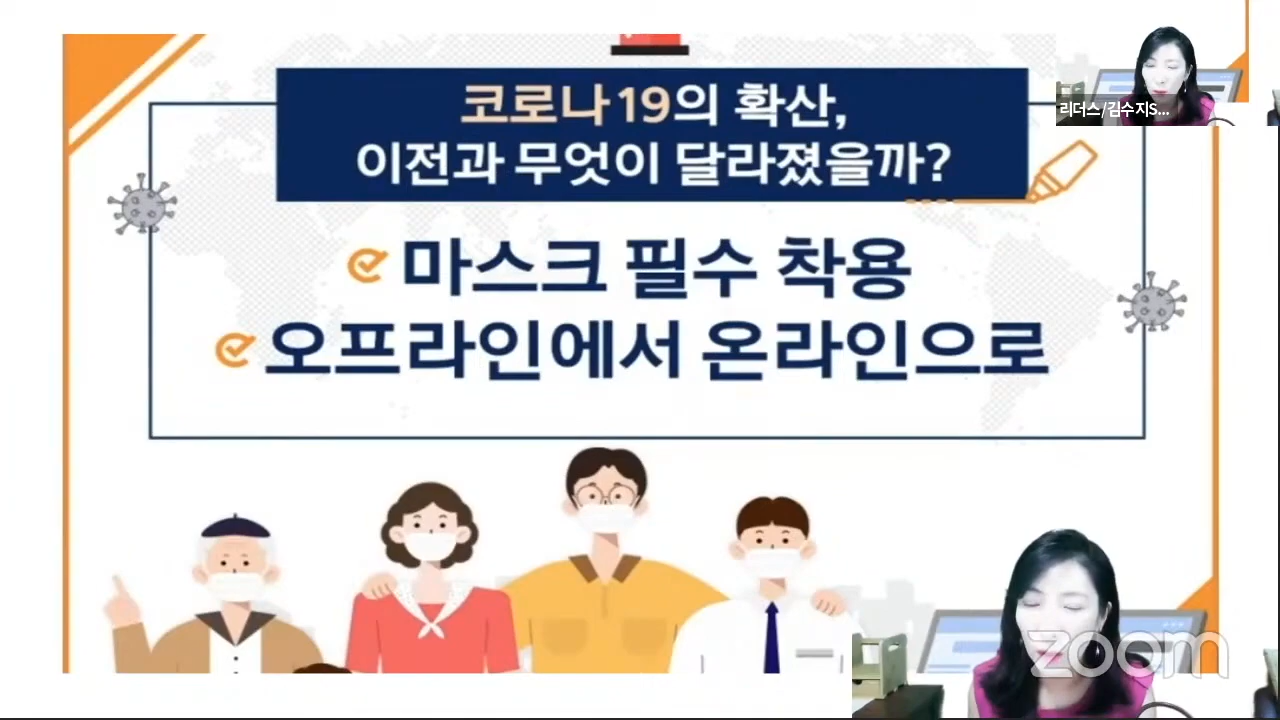 코로나19의 확산,
이전과 무엇이 달라졌을까?
마스크 필수 착용
오프라인에서 온라인으로
리더스/김수지S...
zoom